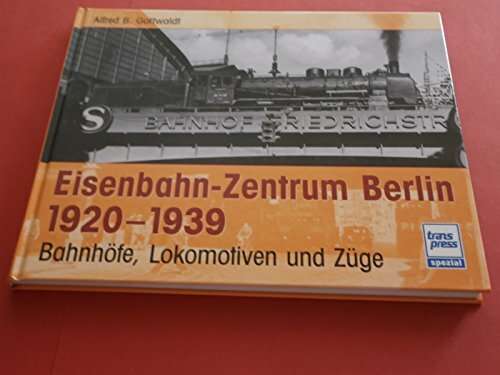 Alfred B. Gottwaldt
S BAHNHOF FRIEDRICHSTR
Eisenbahn-Zentrum Berlin
1920–1939
Bahnhöfe, Lokomotiven und Züge
trans
press
spezial